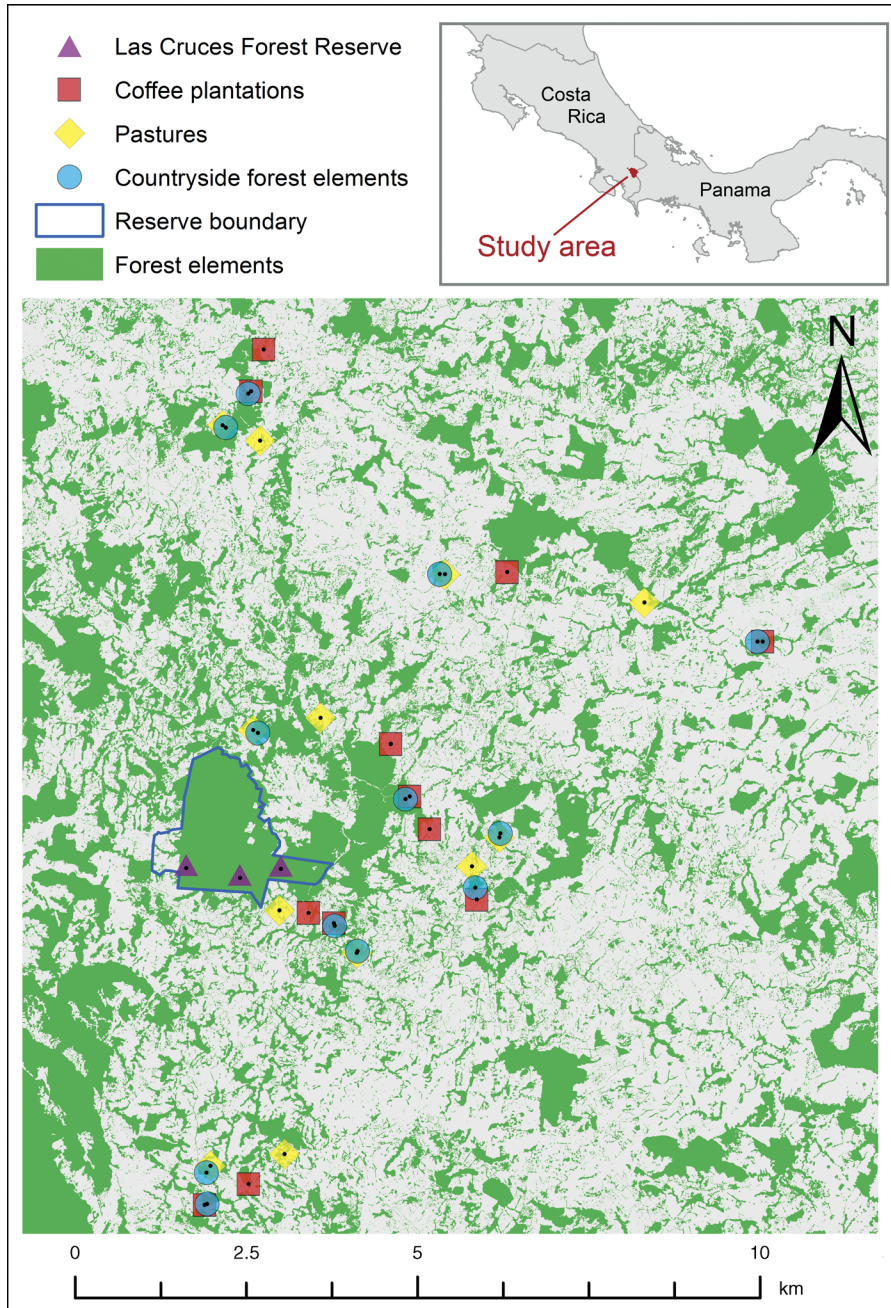 Las Cruces Forest Reserve
Coffee plantations
Pastures
Countryside forest elements
Reserve boundary
Forest elements
Costa
Rica
Panama
Study area
N
0
2.5
5
10
km